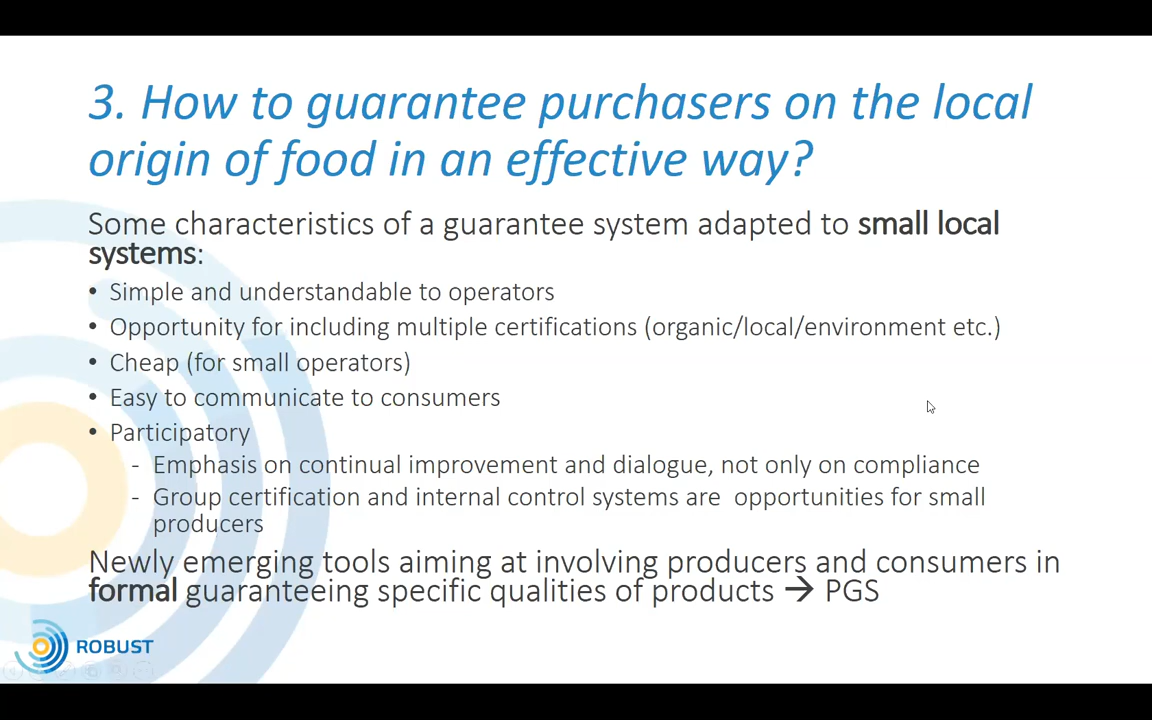 3. How to guarantee purchasers on the local
origin of food in an effective way?
Some characteristics of a guarantee system adapted to small local
systems:
• Simple and understandable to operators
• Opportunity for including multiple certifications (organic/local/environment etc.)
• Cheap (for small operators)
• Easy to communicate to consumers
• Participatory
- Emphasis on continual improvement and dialogue, not only on compliance
- Group certification and internal control systems are opportunities for small
producers
Newly emerging tools aiming at involving producers and consumers in
formal guaranteeing specific qualities of products → PGS
ROBUST